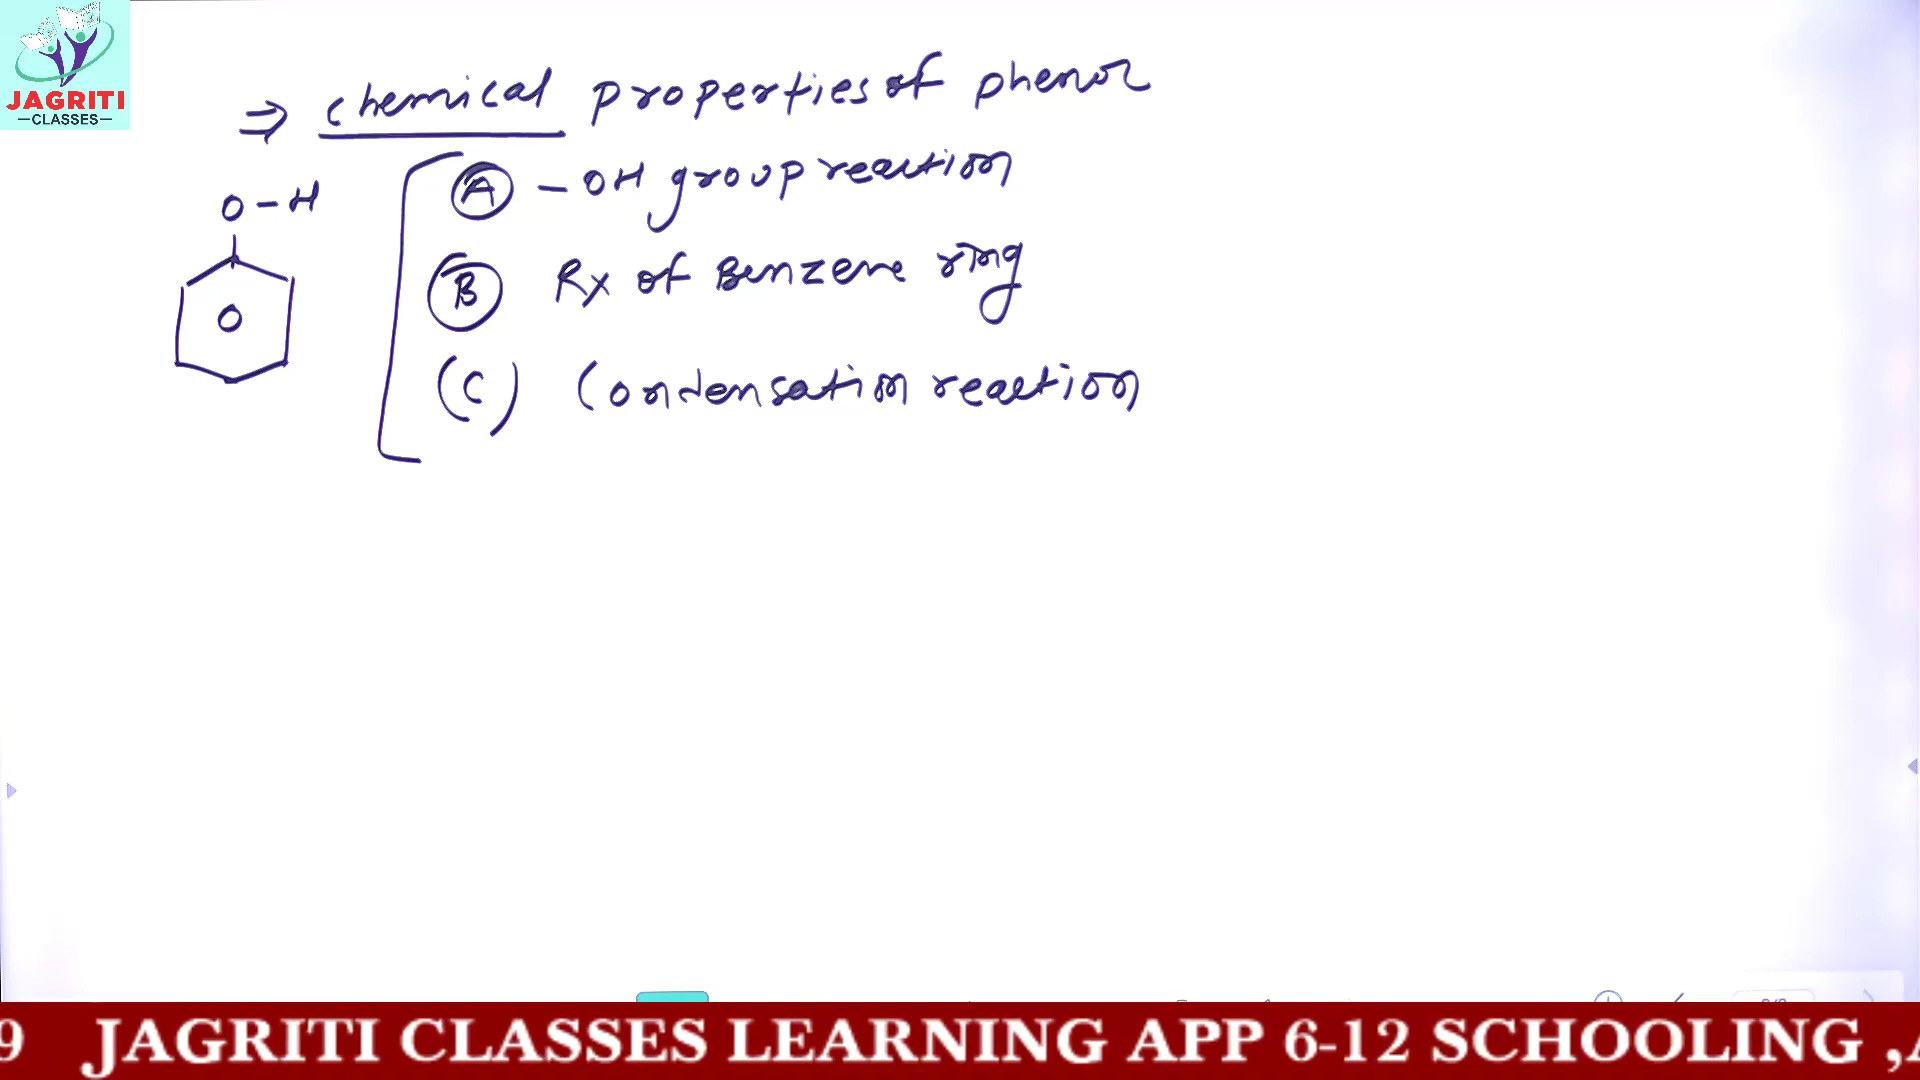 JAGRITI
—CLASSES—
⇒ chemical properties of phenol
O-H
(A) - OH group reaction
(B) Rx of Benzene ring
(C) Condensation reaction
9 JAGRITI CLASSES LEARNING APP 6-12 SCHOOLING ,A